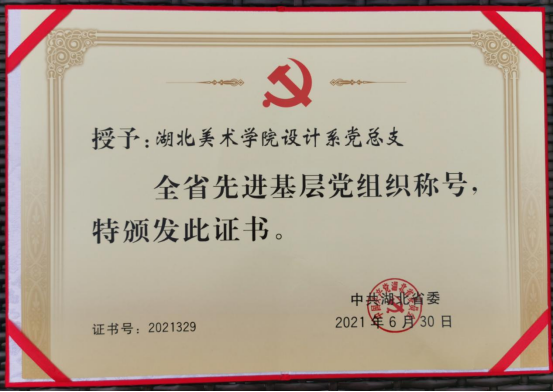 授予：湖北美术学院设计系党总支
全省先进基层党组织称号，
特颁发此证书。
中共湖北省委
证书号：2021329
2021年6月30日